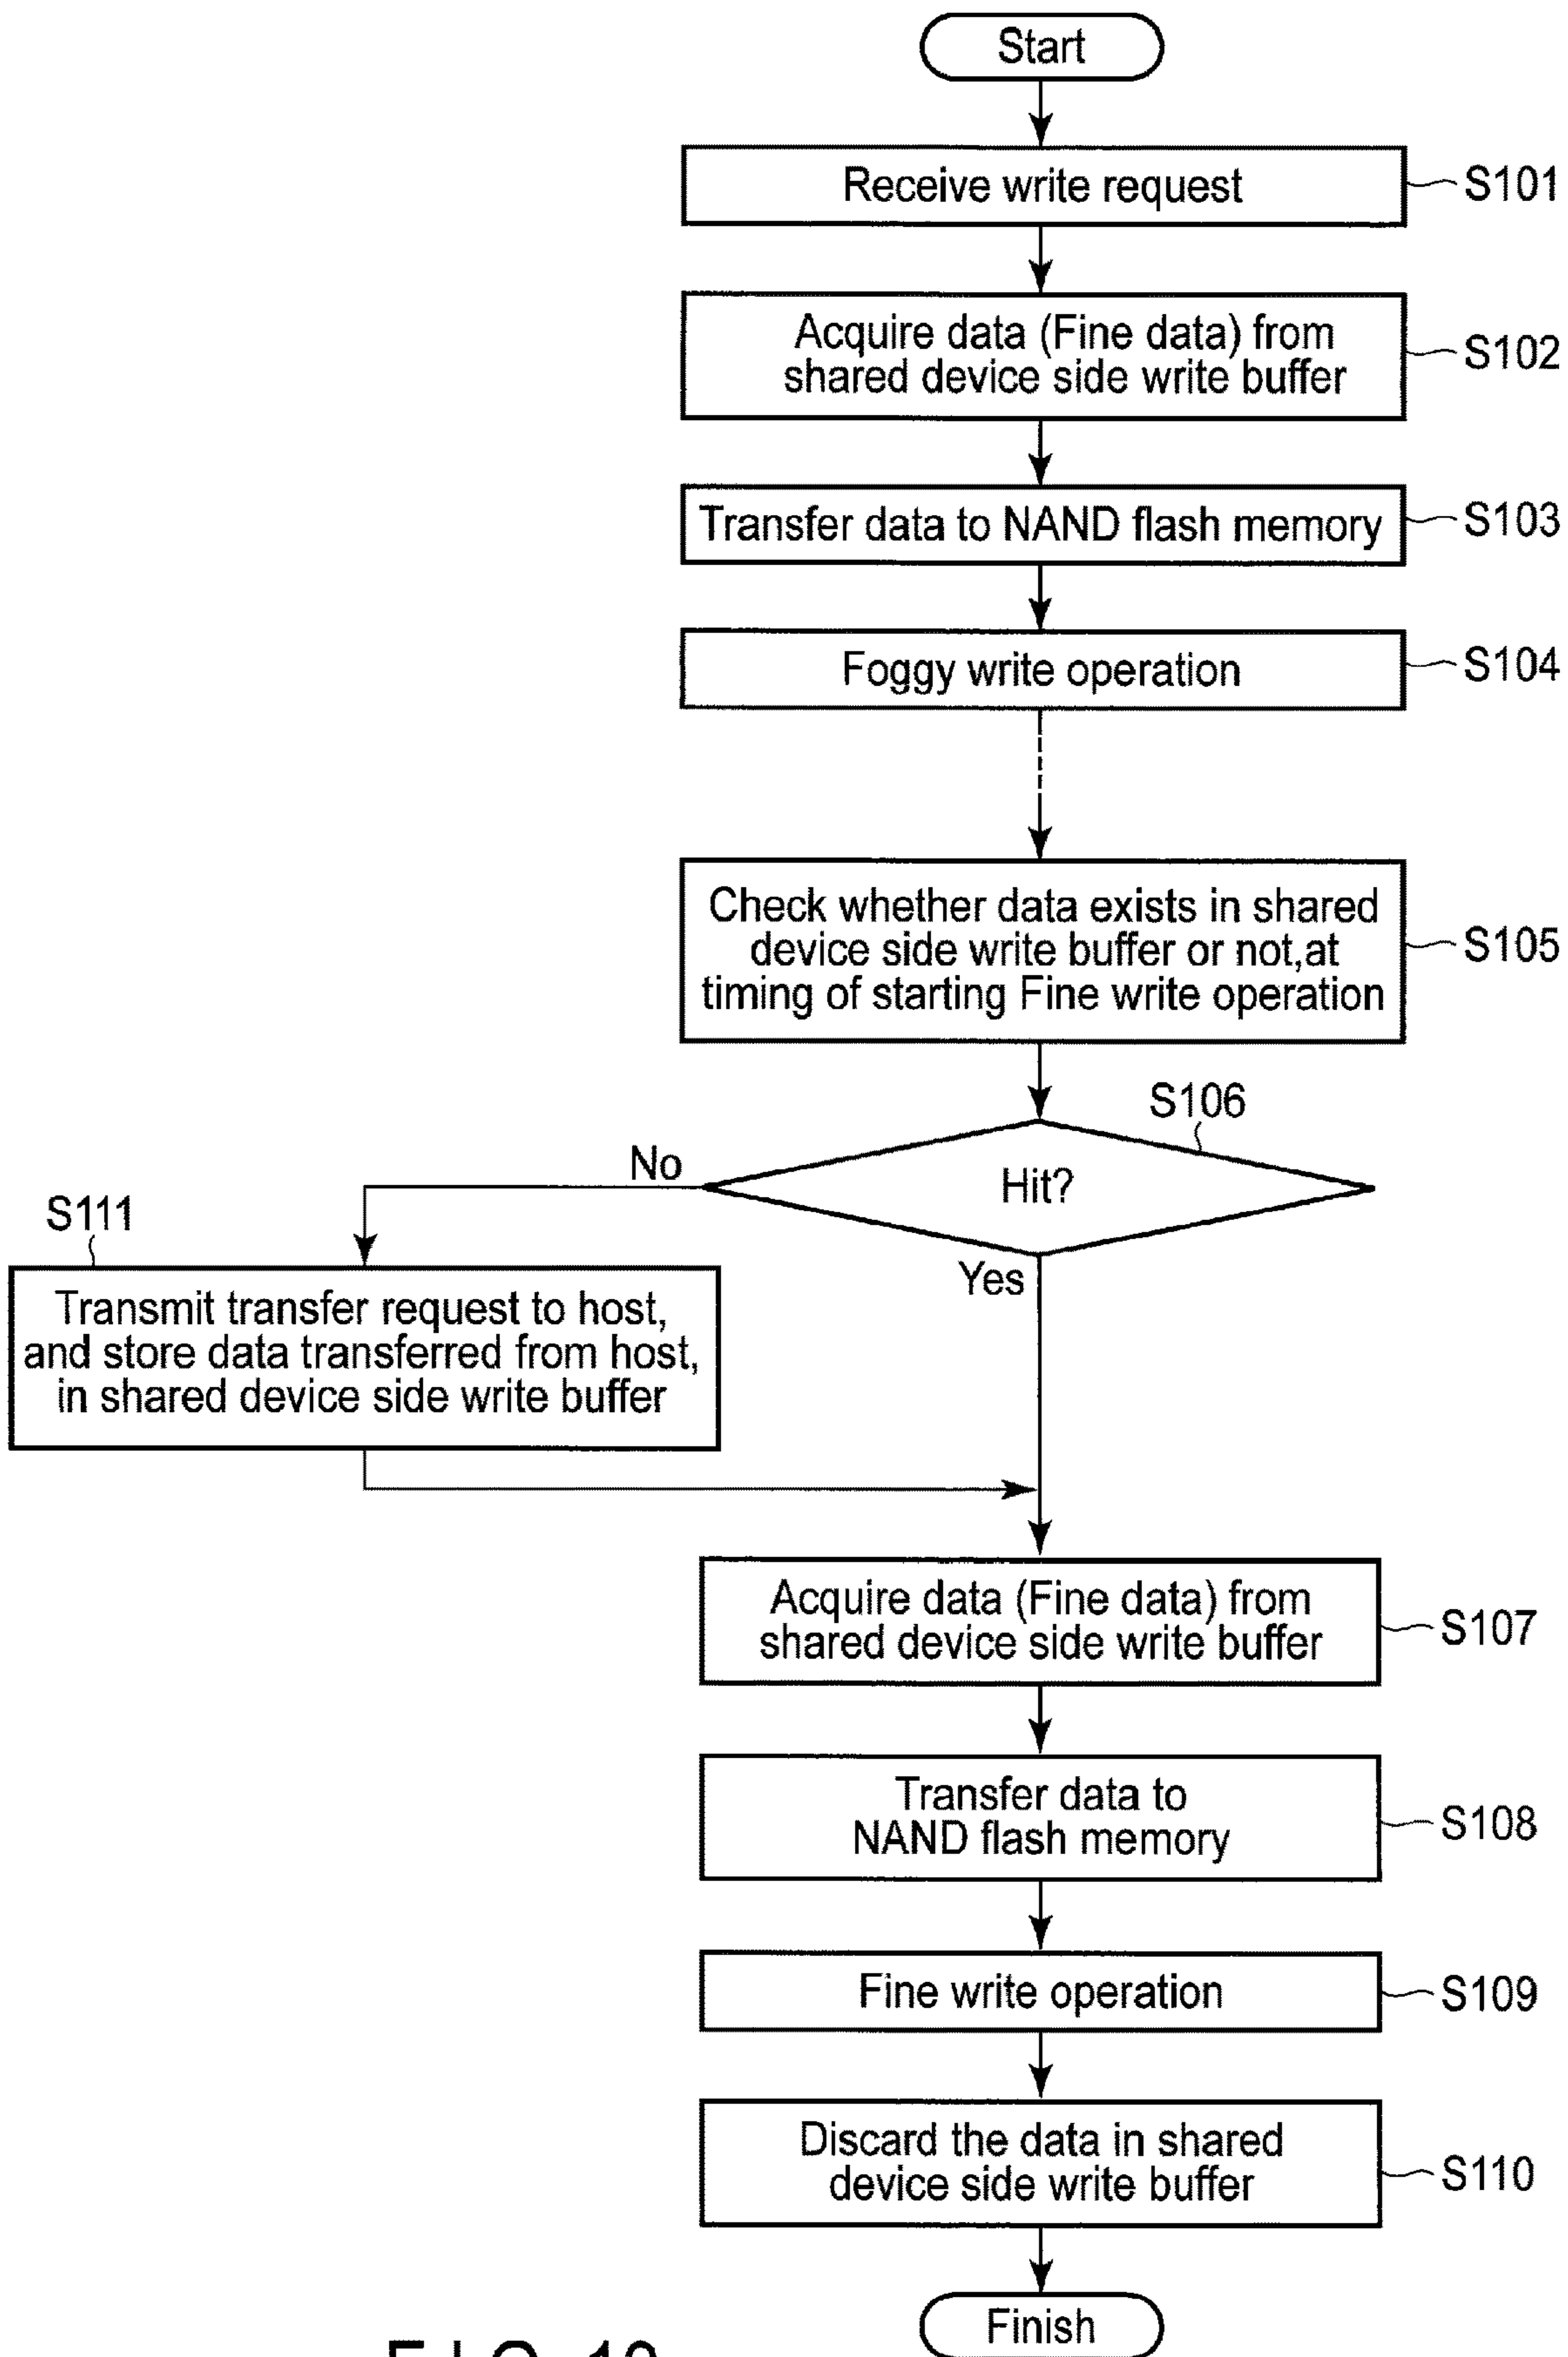 Start
Receive write request
S101
Acquire data (Fine data) from
shared device side write buffer
S102
Transfer data to NAND flash memory
S103
Foggy write operation
S104
Check whether data exists in shared
device side write buffer or not,at
timing of starting Fine write operation
S105
S106
Hit?
No
Yes
S111
Transmit transfer request to host,
and store data transferred from host,
in shared device side write buffer
Acquire data (Fine data) from
shared device side write buffer
S107
Transfer data to
NAND flash memory
S108
Fine write operation
S109
Discard the data in shared
device side write buffer
S110
Finish